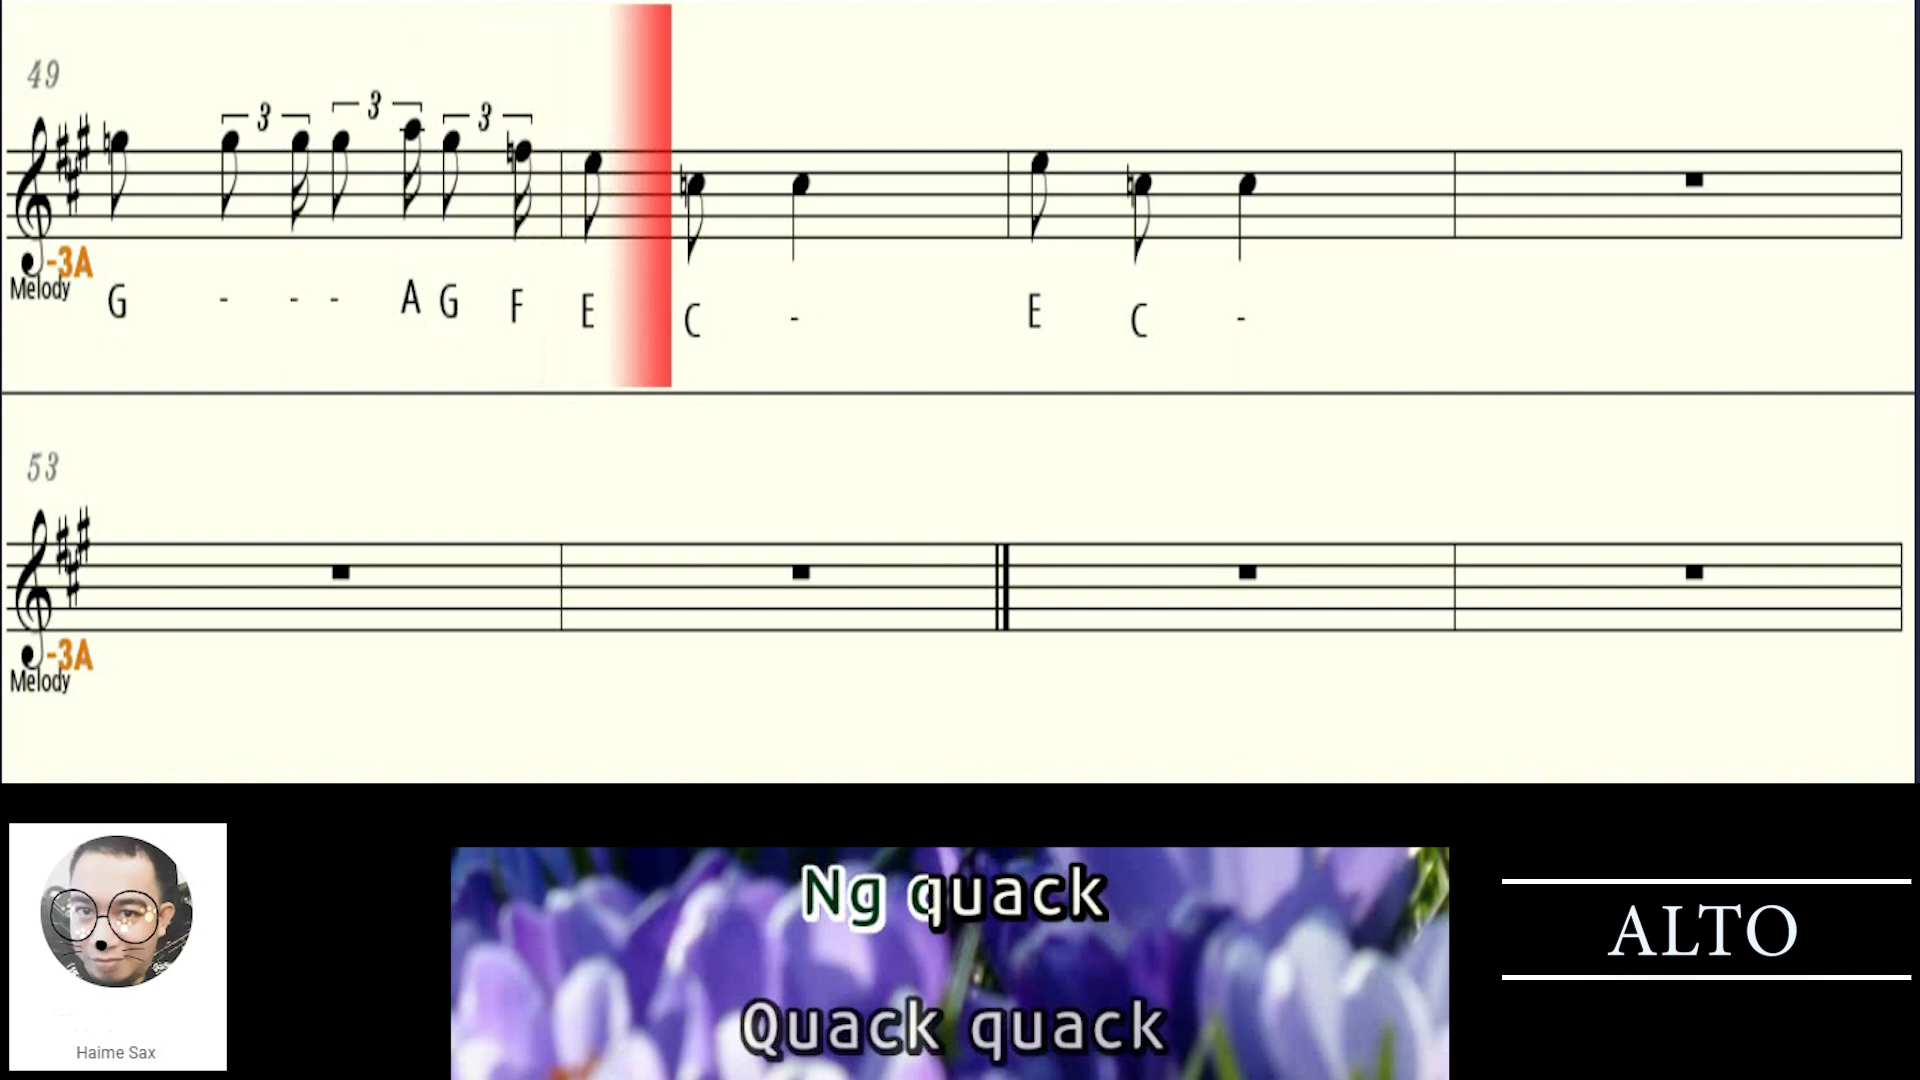 49
3 3 3
-3A
Melody
G - - - A G F E C - E C -
53
-3A
Melody
Ng quack
Quack quack
ALTO
Haime Sax